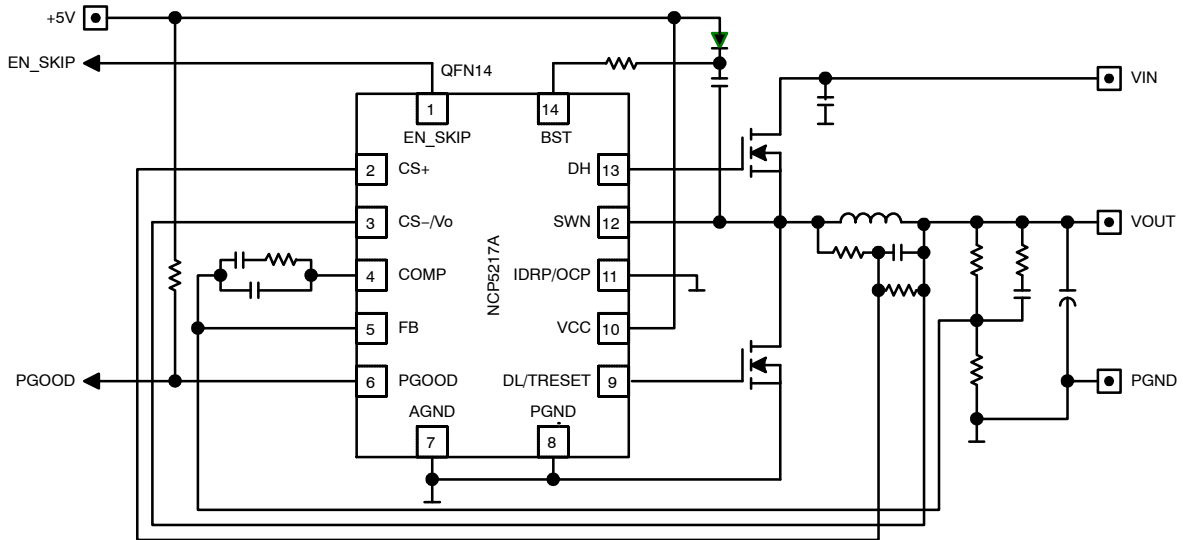 +5V
EN_SKIP
QFN14
VIN
1
14
EN_SKIP
BST
2
CS+
DH
13
3
CS−/Vo
SWN
12
VOUT
NCP5217A
4
COMP
IDRP/OCP
11
5
FB
VCC
10
PGOOD
6
PGOOD
DL/TRESET
9
PGND
AGND
PGND
7
8